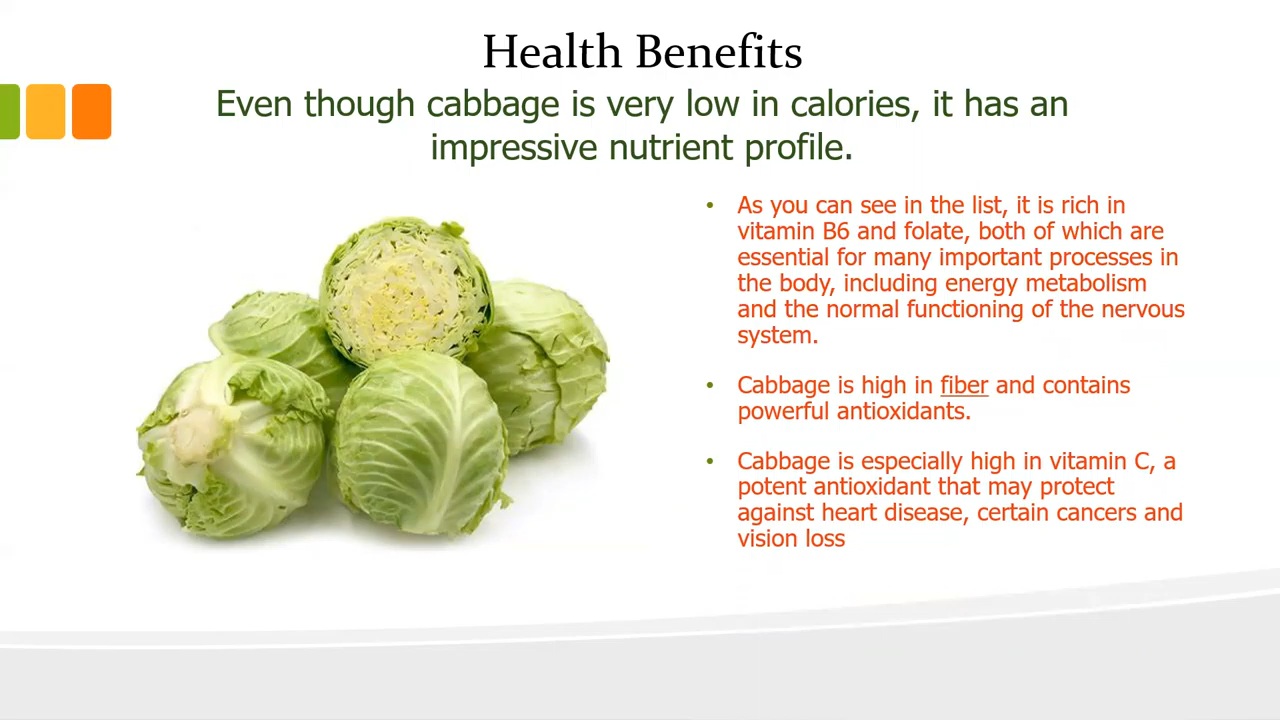 Health Benefits
Even though cabbage is very low in calories, it has an
impressive nutrient profile.
• As you can see in the list, it is rich in
vitamin B6 and folate, both of which are
essential for many important processes in
the body, including energy metabolism
and the normal functioning of the nervous
system.
• Cabbage is high in fiber and contains
powerful antioxidants.
• Cabbage is especially high in vitamin C, a
potent antioxidant that may protect
against heart disease, certain cancers and
vision loss